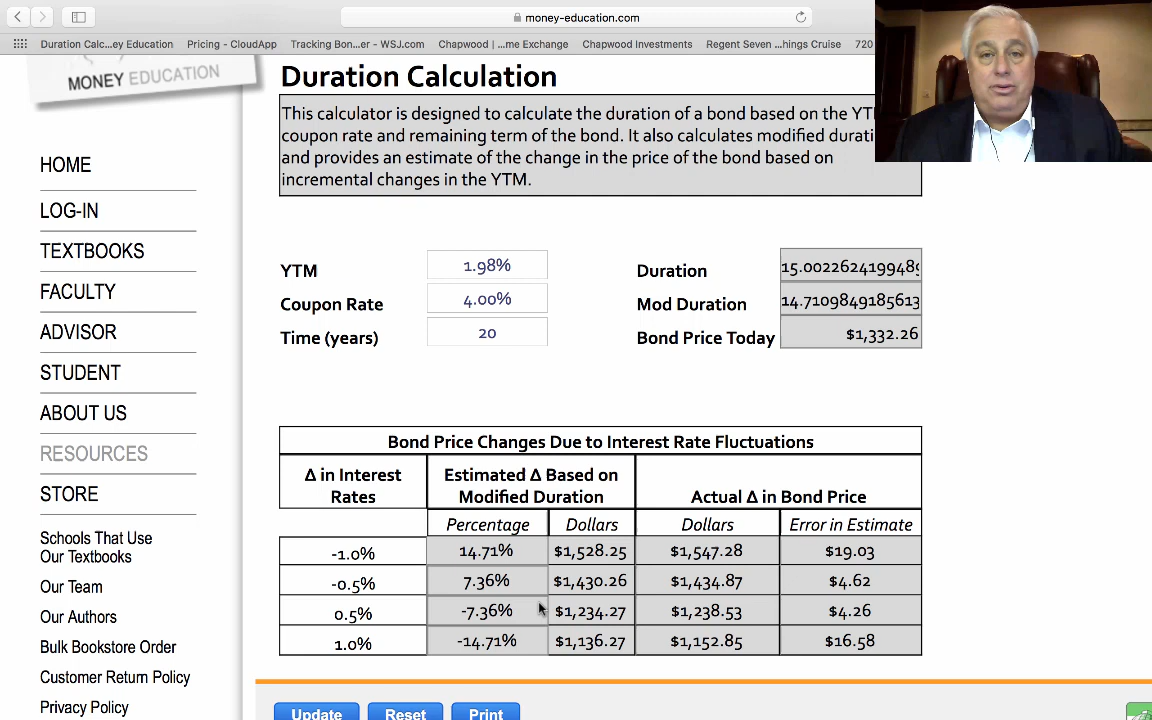 money-education.com
Duration Calc...ey Education
Pricing - CloudApp
Tracking Bon...er - WSJ.com
Chapwood | ...me Exchange
Chapwood Investments
Regent Seven ...hings Cruise
720
MONEY EDUCATION
HOME
LOG-IN
TEXTBOOKS
FACULTY
ADVISOR
STUDENT
ABOUT US
RESOURCES
STORE
Schools That Use
Our Textbooks
Our Team
Our Authors
Bulk Bookstore Order
Customer Return Policy
Privacy Policy
Duration Calculation
This calculator is designed to calculate the duration of a bond based on the YT
coupon rate and remaining term of the bond. It also calculates modified durati
and provides an estimate of the change in the price of the bond based on
incremental changes in the YTM.
YTM 1.98% Duration 15.002262419948
Coupon Rate 4.00% Mod Duration 14.7109849185613
Time (years) 20 Bond Price Today $1,332.26
Bond Price Changes Due to Interest Rate Fluctuations
Δ in Interest
Rates
Estimated Δ Based on
Modified Duration
Actual Δ in Bond Price
Percentage Dollars Dollars Error in Estimate
-1.0% 14.71% $1,528.25 $1,547.28 $19.03
-0.5% 7.36% $1,430.26 $1,434.87 $4.62
0.5% -7.36% $1,234.27 $1,238.53 $4.26
1.0% -14.71% $1,136.27 $1,152.85 $16.58
Update Reset Print